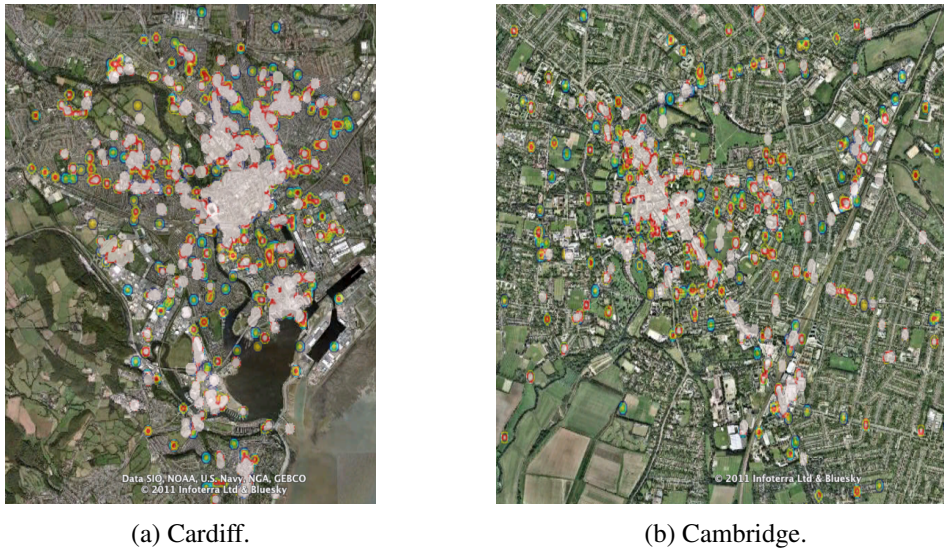 Data SIO, NOAA, U.S. Navy, NGA, GEBCO
© 2011 Infoterra Ltd & Bluesky
© 2011 Infoterra Ltd & Bluesky
(a) Cardiff.
(b) Cambridge.